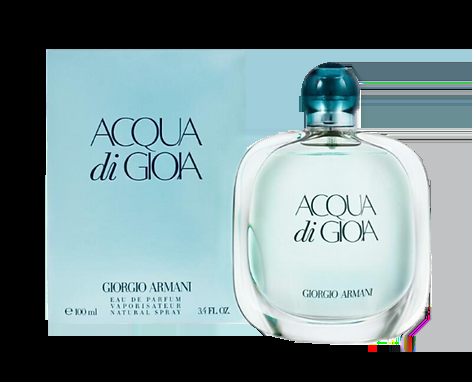 ACQUA
di GIOIA
GIORGIO ARMANI
EAU DE PARFUM
VAPORISATEUR
NATURAL SPRAY
℮ 100 ml
3.4 FL. OZ.
ACQUA
di GIOIA
GIORGIO ARMANI